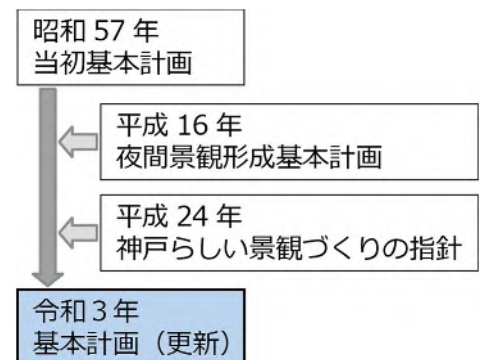 昭和 57 年
当初基本計画
平成 16 年
夜間景観形成基本計画
平成 24 年
神戸らしい景観づくりの指針
令和３年
基本計画（更新）